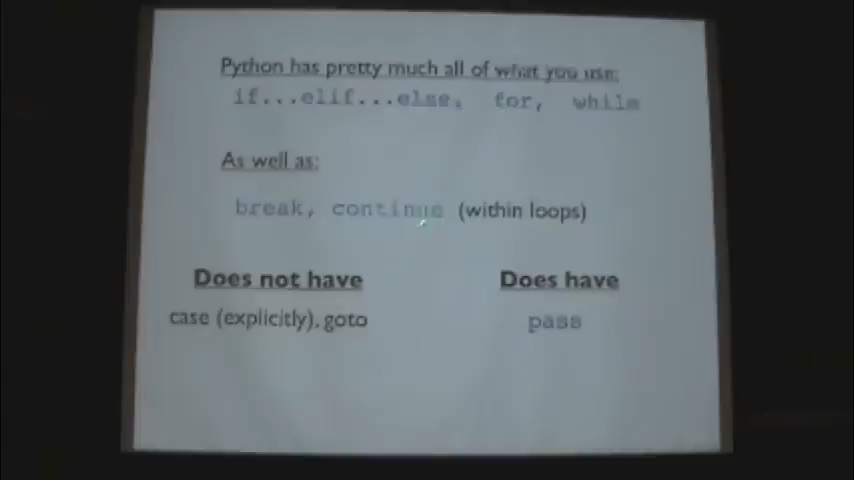 Python has pretty much all of what you use:
if...elif...else, for, while
As well as:
break, continue (within loops)
Does not have
Does have
case (explicitly), goto
pass